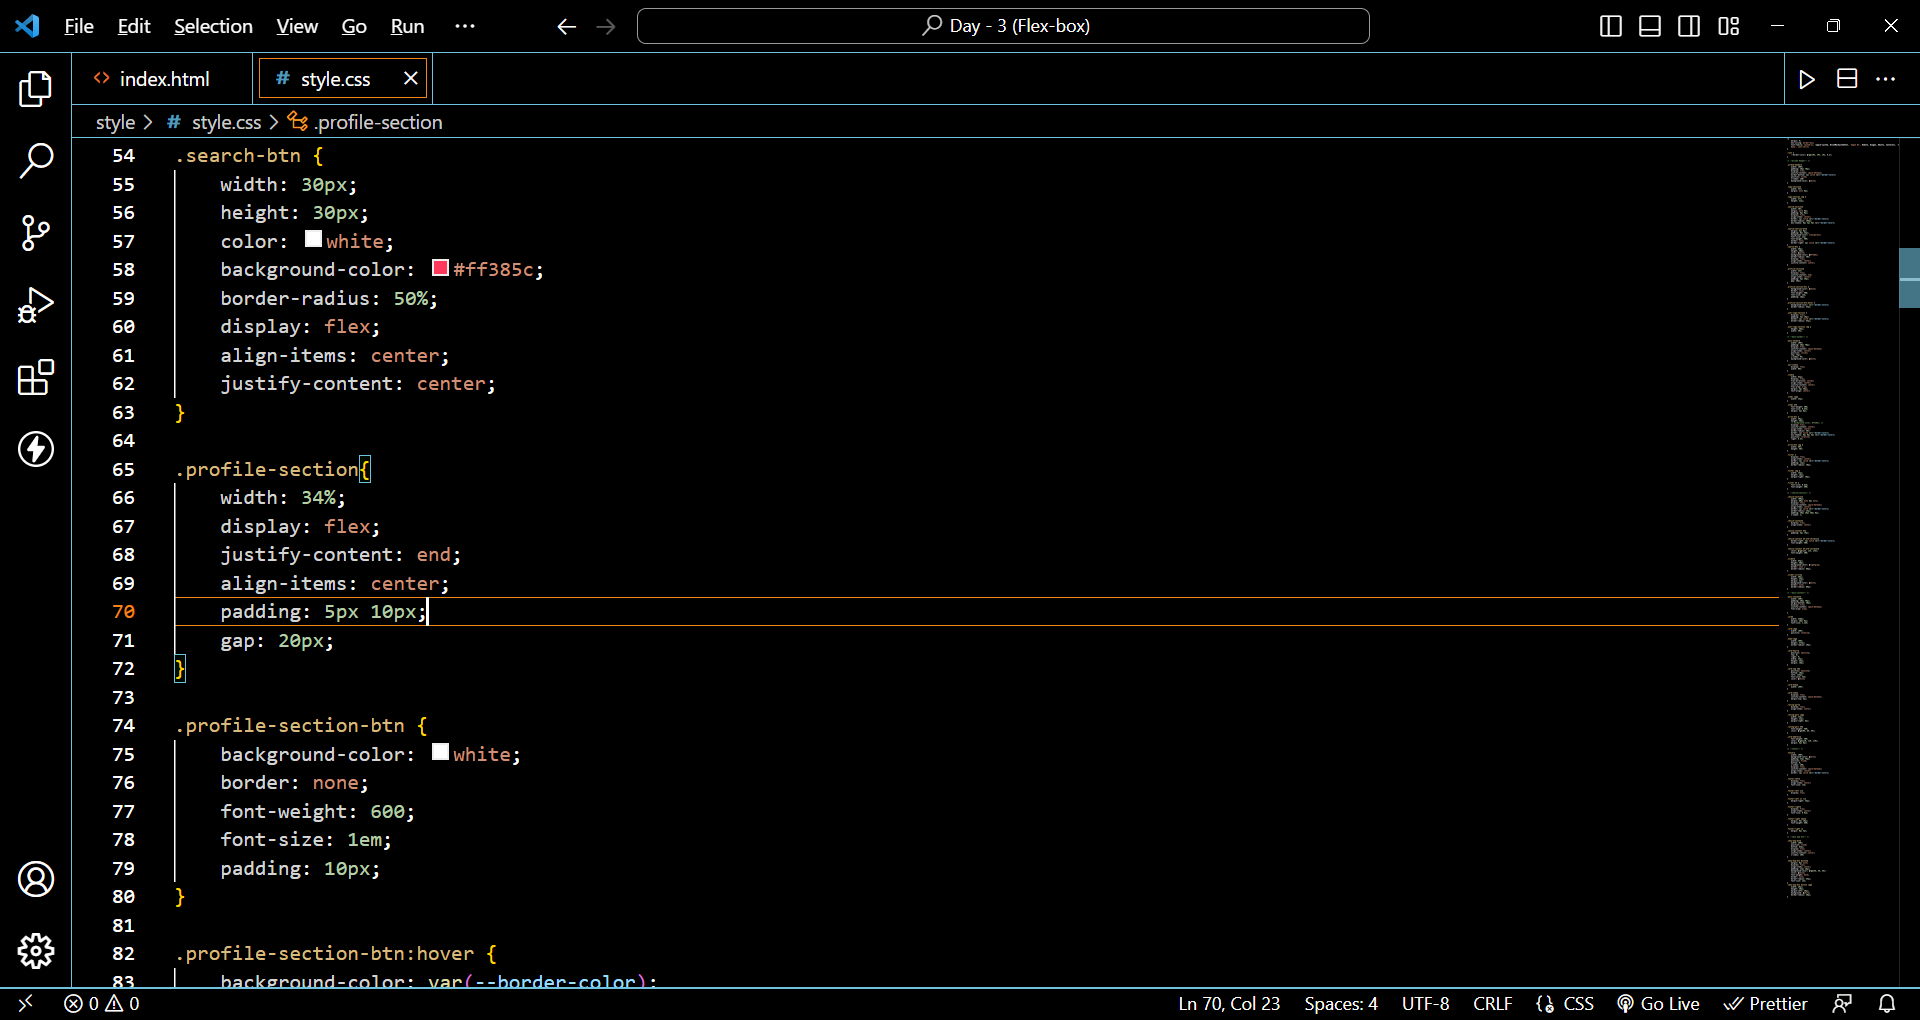 File Edit Selection View Go Run ··· Day - 3 (Flex-box)
index.html # style.css
style > # style.css > .profile-section
54 .search-btn {
55 width: 30px;
56 height: 30px;
57 color: white;
58 background-color: #ff385c;
59 border-radius: 50%;
60 display: flex;
61 align-items: center;
62 justify-content: center;
63 }
64
65 .profile-section{
66 width: 34%;
67 display: flex;
68 justify-content: end;
69 align-items: center;
70 padding: 5px 10px;
71 gap: 20px;
72 }
73
74 .profile-section-btn {
75 background-color: white;
76 border: none;
77 font-weight: 600;
78 font-size: 1em;
79 padding: 10px;
80 }
81
82 .profile-section-btn:hover {
83 background-color: var(--border-color);
0 0 Ln 70, Col 23 Spaces: 4 UTF-8 CRLF CSS Go Live Prettier